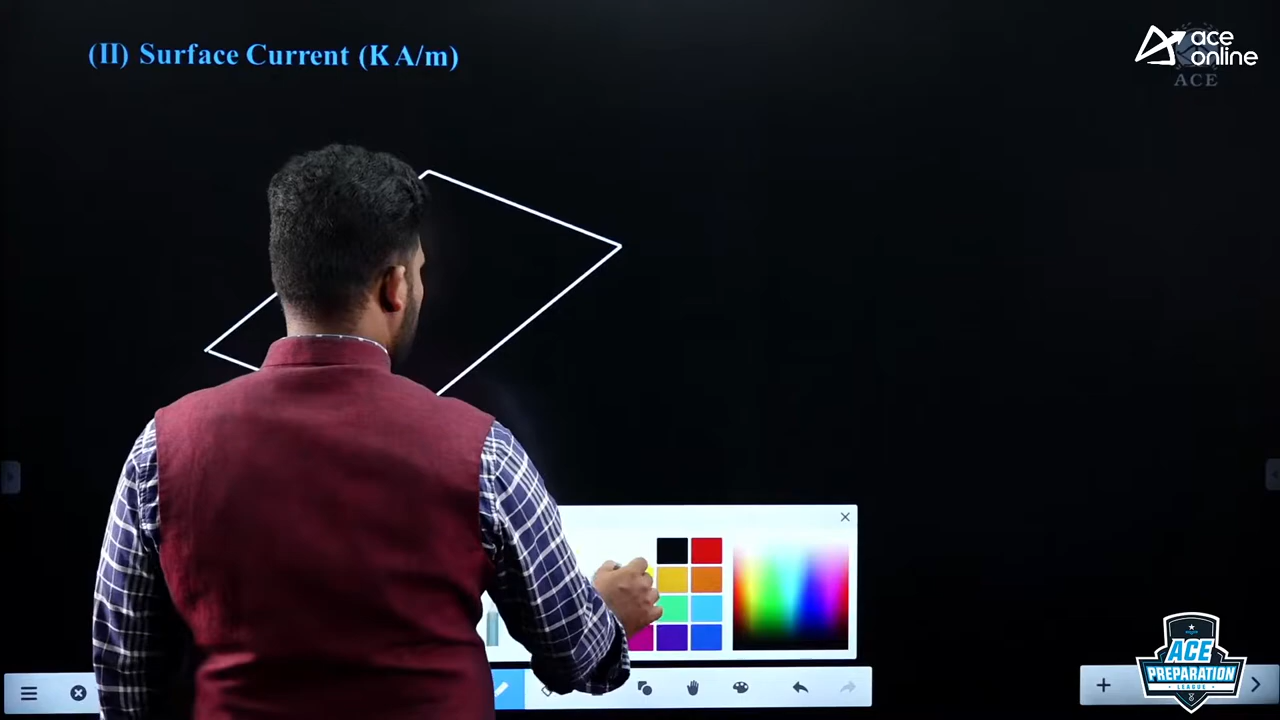 (II) Surface Current (K A/m)
ace
online
ACE
ACE
PREPARATION
LEAGUE